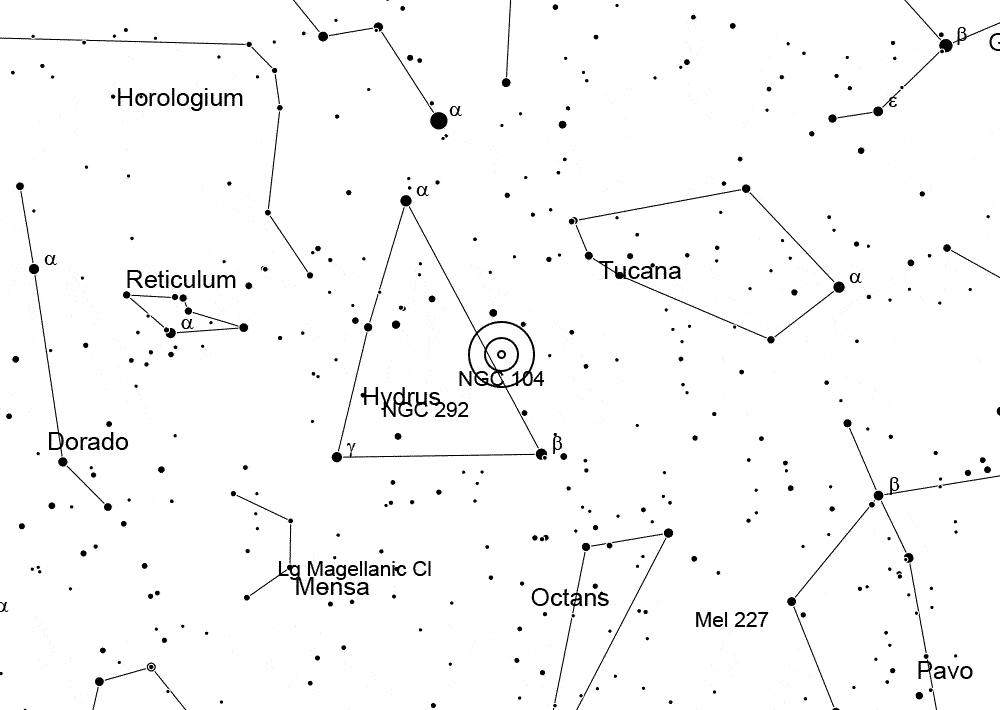 β
G
Horologium
α
ε
α
α
Reticulum
Tucana
α
α
NGC 104
Hydrus
NGC 292
Dorado
γ
β
β
Lg Magellanic Cl
Mensa
Octans
α
Mel 227
Pavo